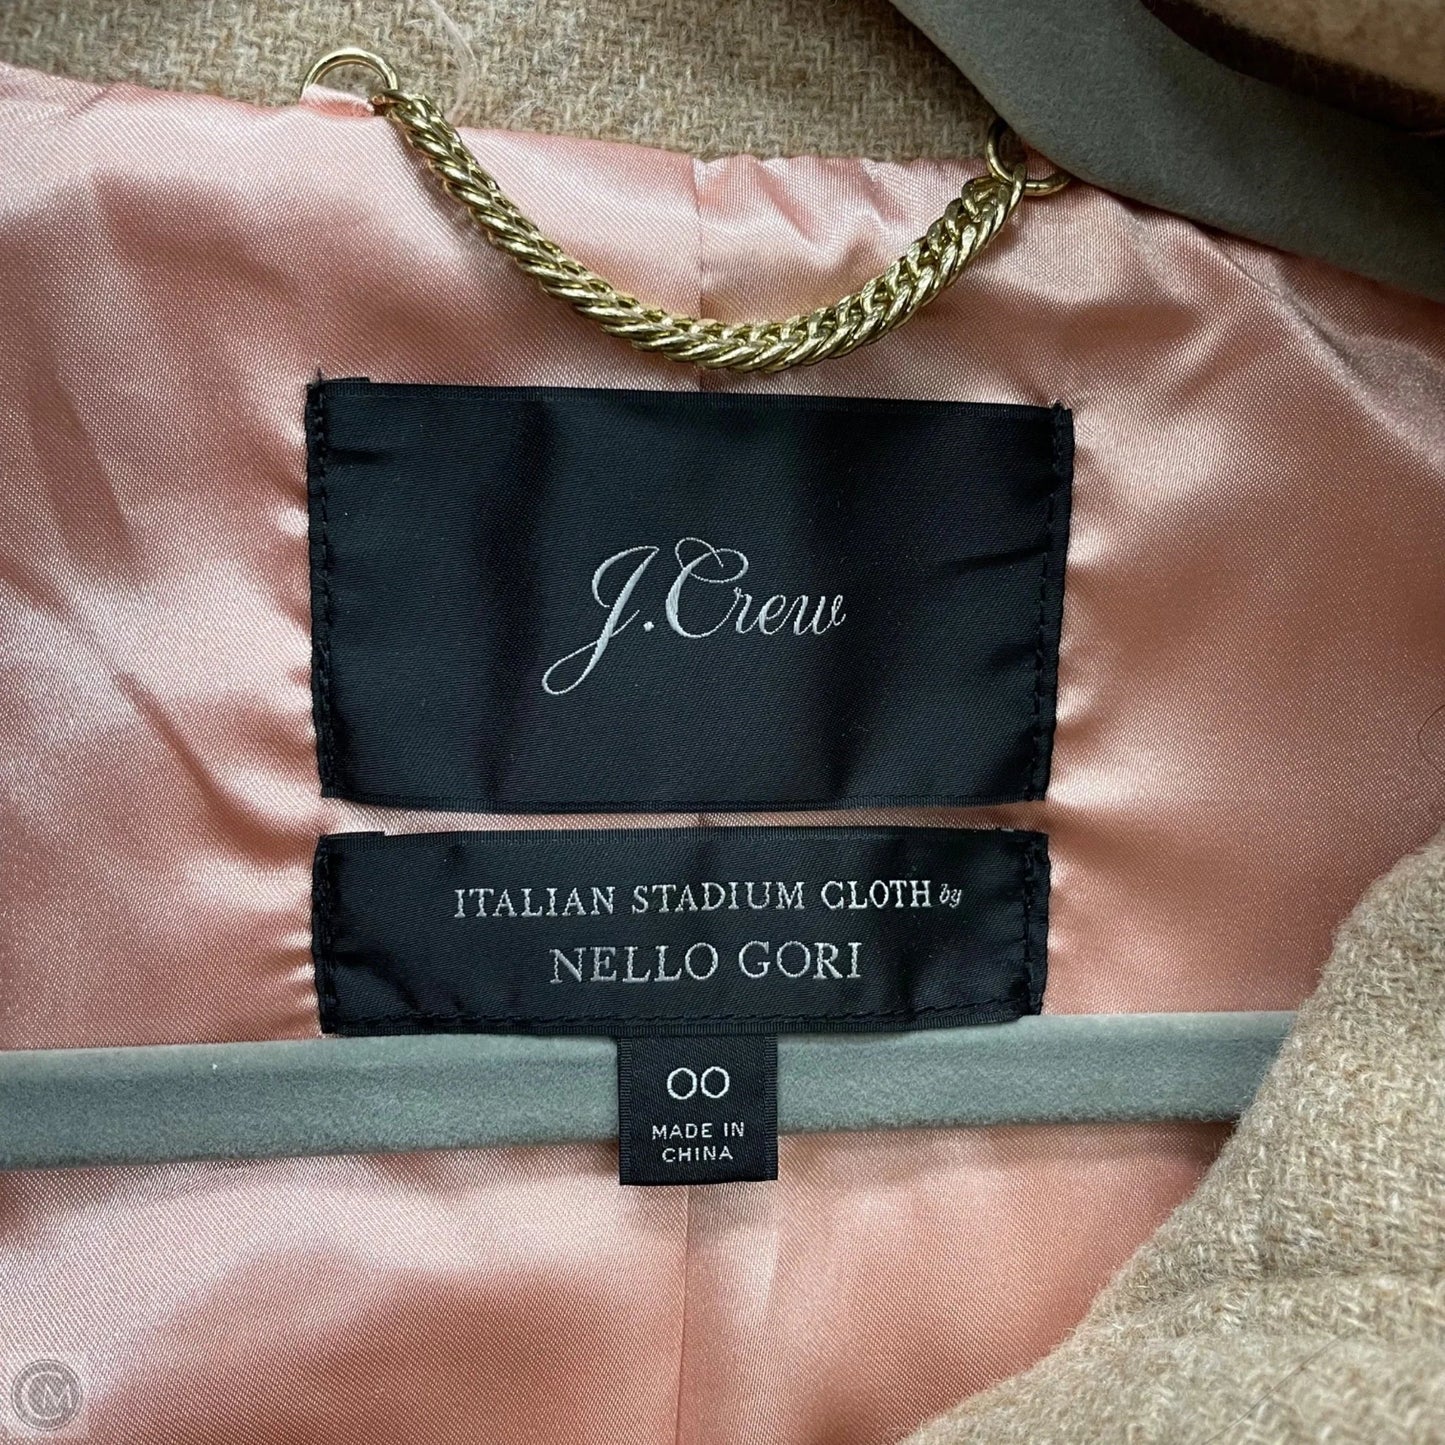 J.Crew
ITALIAN STADIUM CLOTH by
NELLO GORI
00
MADE IN
CHINA